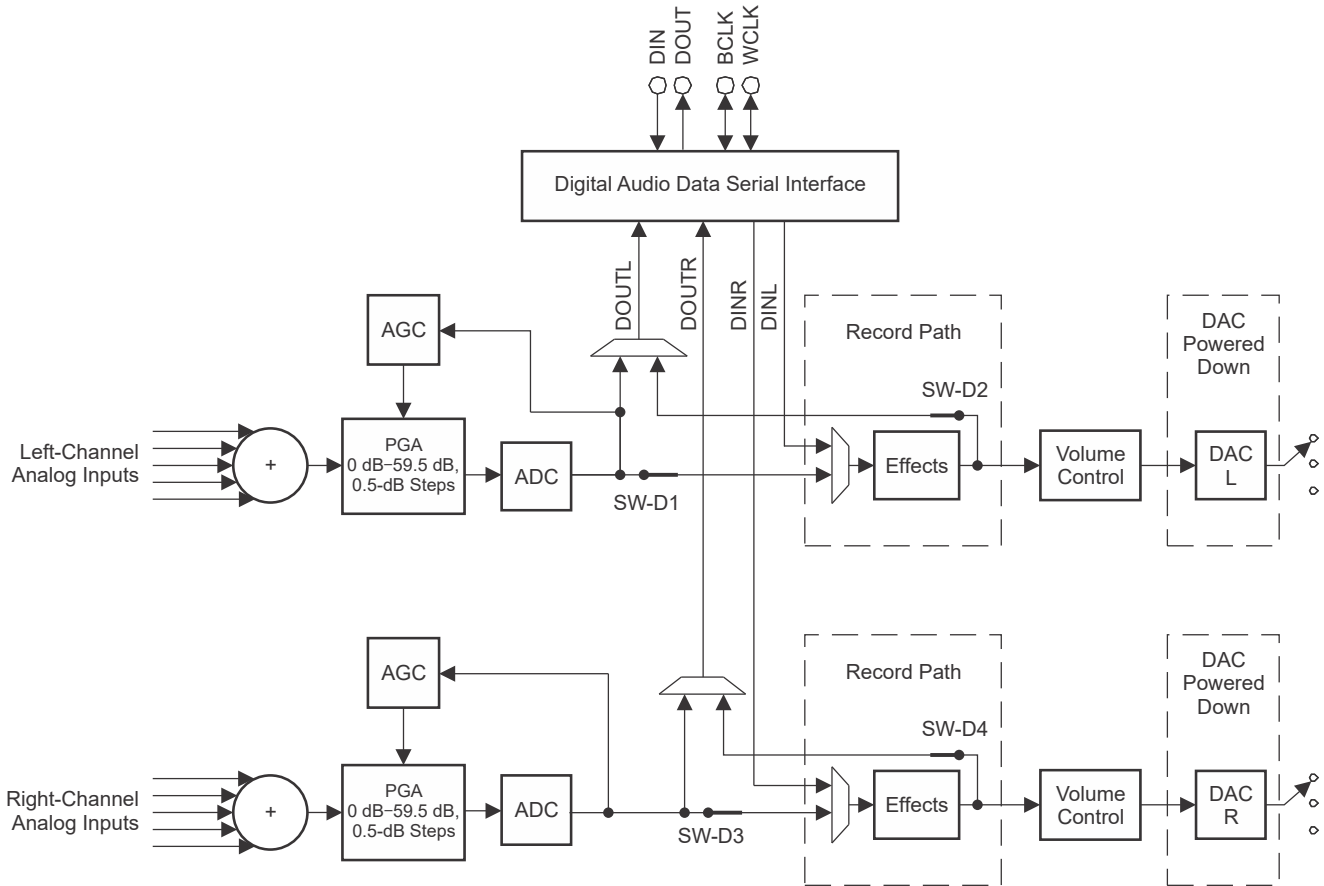 DIN
DOUT
BCLK
WCLK
Digital Audio Data Serial Interface
DOUTL
DOUTR
DINR
DINL
AGC
Record Path
DAC
Powered
Down
SW-D2
Left-Channel
Analog Inputs
+
PGA
0 dB−59.5 dB,
0.5-dB Steps
ADC
SW-D1
Effects
Volume
Control
DAC
L
AGC
Record Path
DAC
Powered
Down
SW-D4
Right-Channel
Analog Inputs
+
PGA
0 dB−59.5 dB,
0.5-dB Steps
ADC
SW-D3
Effects
Volume
Control
DAC
R